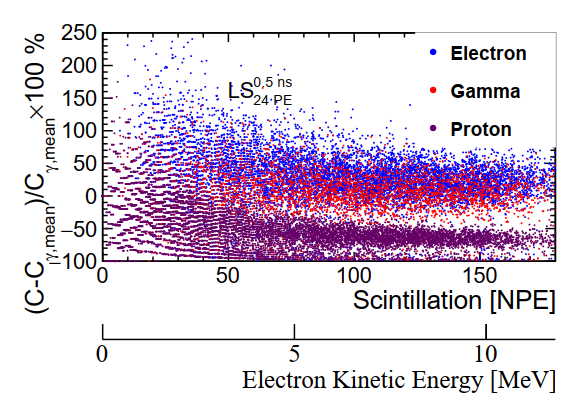 (C-C_{γ,mean})/C_{γ,mean}×100 %
250
200
150
100
50
0
−50
−100
LS^{0,5 ns}_{24·PE}
Electron
Gamma
Proton
0 50 100 150
Scintillation [NPE]
0 5 10
Electron Kinetic Energy [MeV]